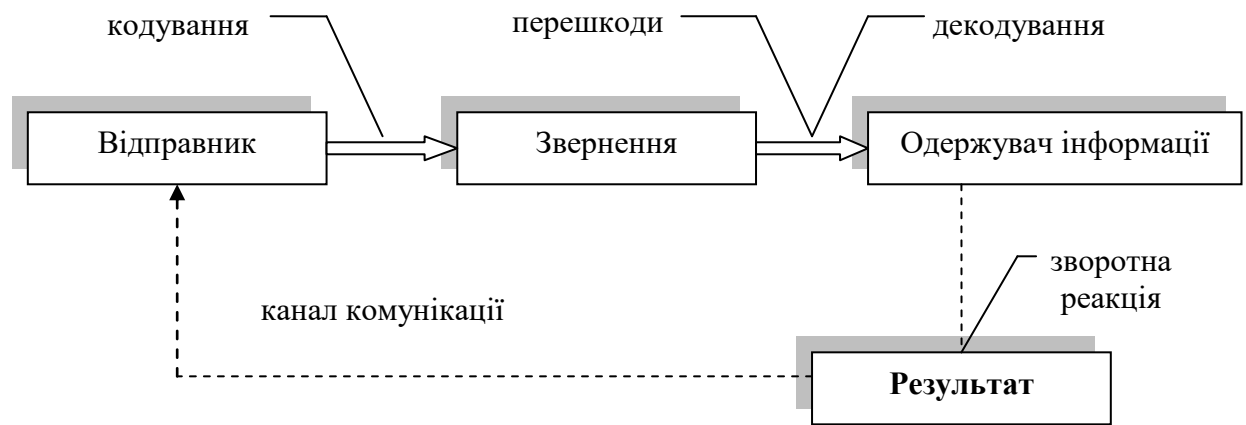 кодування
перешкоди
декодування
Відправник
Звернення
Одержувач інформації
зворотна
реакція
канал комунікації
Результат